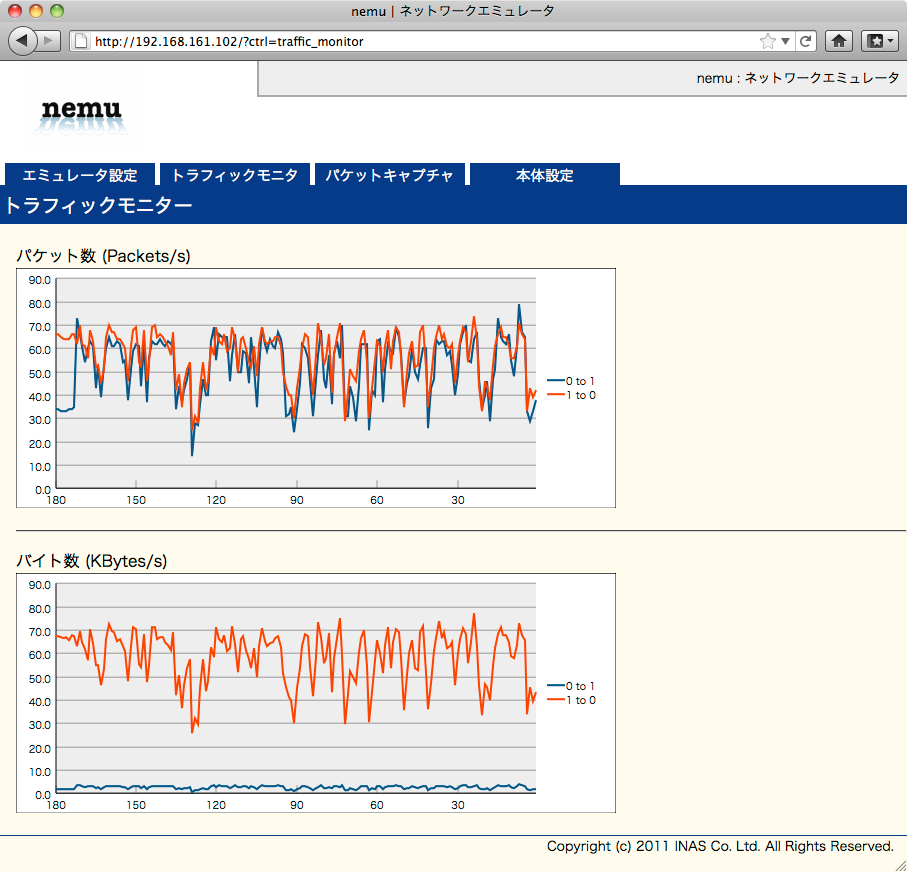 nemu | ネットワークエミュレータ
http://192.168.161.102/?ctrl=traffic_monitor
nemu : ネットワークエミュレータ
nemu
エミュレータ設定 トラフィックモニタ パケットキャプチャ 本体設定
トラフィックモニター
パケット数 (Packets/s)
90.0
80.0
70.0
60.0
50.0
40.0
30.0
20.0
10.0
0.0
180 150 120 90 60 30
0 to 1
1 to 0
バイト数 (KBytes/s)
90.0
80.0
70.0
60.0
50.0
40.0
30.0
20.0
10.0
0.0
180 150 120 90 60 30
0 to 1
1 to 0
Copyright (c) 2011 INAS Co. Ltd. All Rights Reserved.